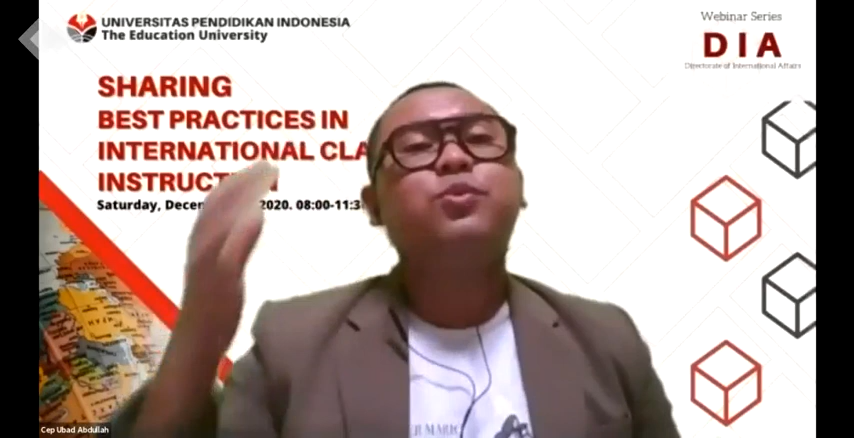 UNIVERSITAS PENDIDIKAN INDONESIA
The Education University
Webinar Series
DIA
Directorate of International Affairs
SHARING
BEST PRACTICES IN
INTERNATIONAL CLA
INSTRUCT
Saturday, Decem 2020. 08:00-11:3
Cep Ubad Abdullah